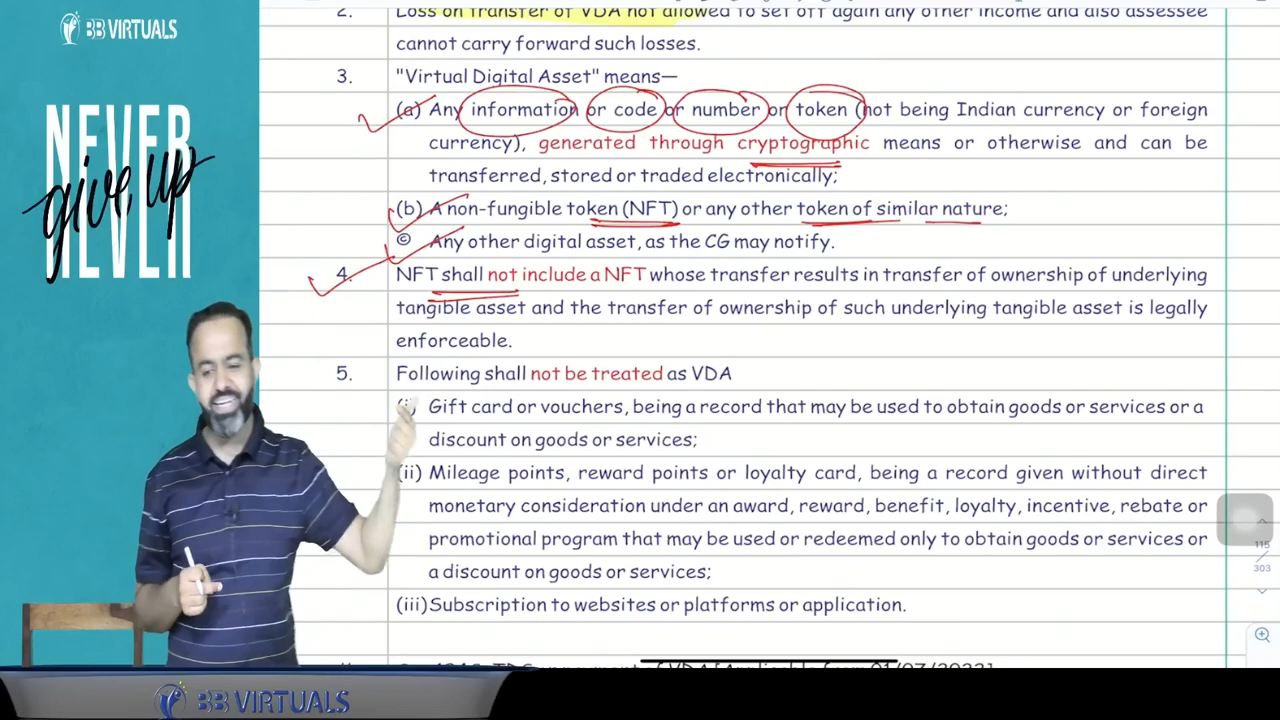 BB VIRTUALS
NEVER
give up
NEVER
2. Loss on transfer of VDA not allowed to set off again any other income and also assessee
cannot carry forward such losses.
3. "Virtual Digital Asset" means—
(a) Any information or code or number or token (not being Indian currency or foreign
currency), generated through cryptographic means or otherwise and can be
transferred, stored or traded electronically;
(b) A non-fungible token (NFT) or any other token of similar nature;
© Any other digital asset, as the CG may notify.
4. NFT shall not include a NFT whose transfer results in transfer of ownership of underlying
tangible asset and the transfer of ownership of such underlying tangible asset is legally
enforceable.
5. Following shall not be treated as VDA
(i) Gift card or vouchers, being a record that may be used to obtain goods or services or a
discount on goods or services;
(ii) Mileage points, reward points or loyalty card, being a record given without direct
monetary consideration under an award, reward, benefit, loyalty, incentive, rebate or
promotional program that may be used or redeemed only to obtain goods or services or
a discount on goods or services;
(iii) Subscription to websites or platforms or application.
115
303
of VDA [Applicable from 01/07/2022]
BB VIRTUALS